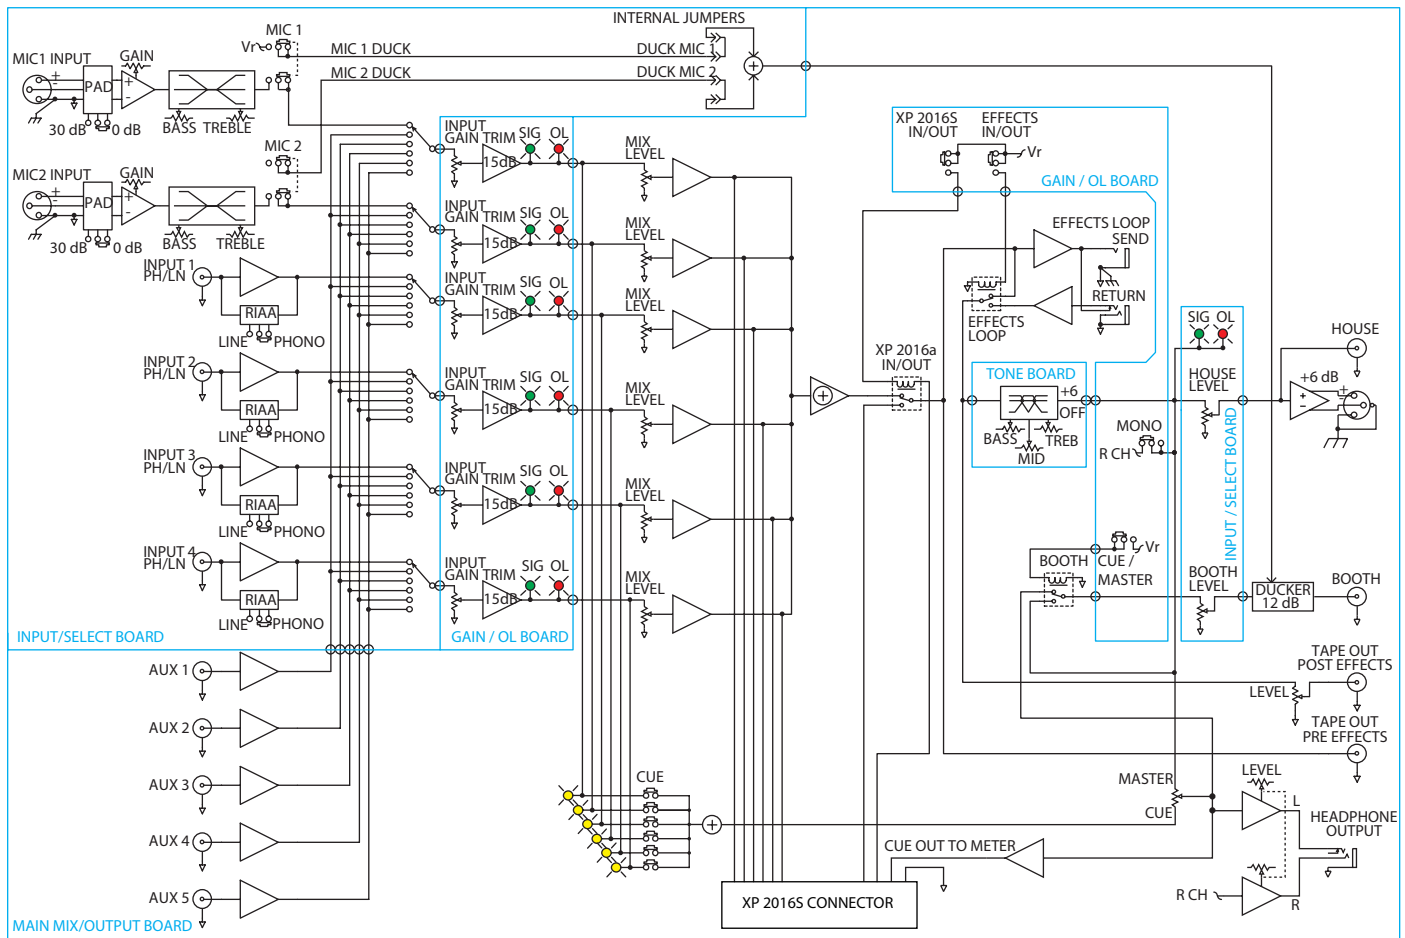 INTERNAL JUMPERS
MIC 1
Vr
MIC 1 DUCK
DUCK MIC 1
MIC1 INPUT
GAIN
PAD
+
-
+
-
30 dB
0 dB
BASS
TREBLE
MIC 2 DUCK
DUCK MIC 2
MIC 2
MIC2 INPUT
GAIN
PAD
+
-
+
-
30 dB
0 dB
BASS
TREBLE
INPUT 1
PH/LN
RIAA
LINE
PHONO
INPUT 2
PH/LN
RIAA
LINE
PHONO
INPUT 3
PH/LN
RIAA
LINE
PHONO
INPUT 4
PH/LN
RIAA
LINE
PHONO
INPUT/SELECT BOARD
INPUT
GAIN TRIM
SIG
OL
15dB
MIX
LEVEL
INPUT
GAIN TRIM
SIG
OL
15dB
MIX
LEVEL
INPUT
GAIN TRIM
SIG
OL
15dB
MIX
LEVEL
INPUT
GAIN TRIM
SIG
OL
15dB
MIX
LEVEL
INPUT
GAIN TRIM
SIG
OL
15dB
MIX
LEVEL
INPUT
GAIN TRIM
SIG
OL
15dB
MIX
LEVEL
GAIN / OL BOARD
AUX 1
AUX 2
AUX 3
AUX 4
AUX 5
MAIN MIX/OUTPUT BOARD
CUE
XP 2016S
IN/OUT
EFFECTS
IN/OUT
Vr
GAIN / OL BOARD
EFFECTS LOOP
SEND
RETURN
EFFECTS
LOOP
XP 2016a
IN/OUT
TONE BOARD
+6
OFF
BASS
TREB
MID
SIG
OL
HOUSE
LEVEL
MONO
R CH
INPUT / SELECT BOARD
HOUSE
+6 dB
+
-
+
-
Vr
CUE /
MASTER
BOOTH
BOOTH
LEVEL
DUCKER
12 dB
BOOTH
TAPE OUT
POST EFFECTS
LEVEL
TAPE OUT
PRE EFFECTS
MASTER
CUE
LEVEL
L
HEADPHONE
OUTPUT
R CH
R
CUE OUT TO METER
XP 2016S CONNECTOR